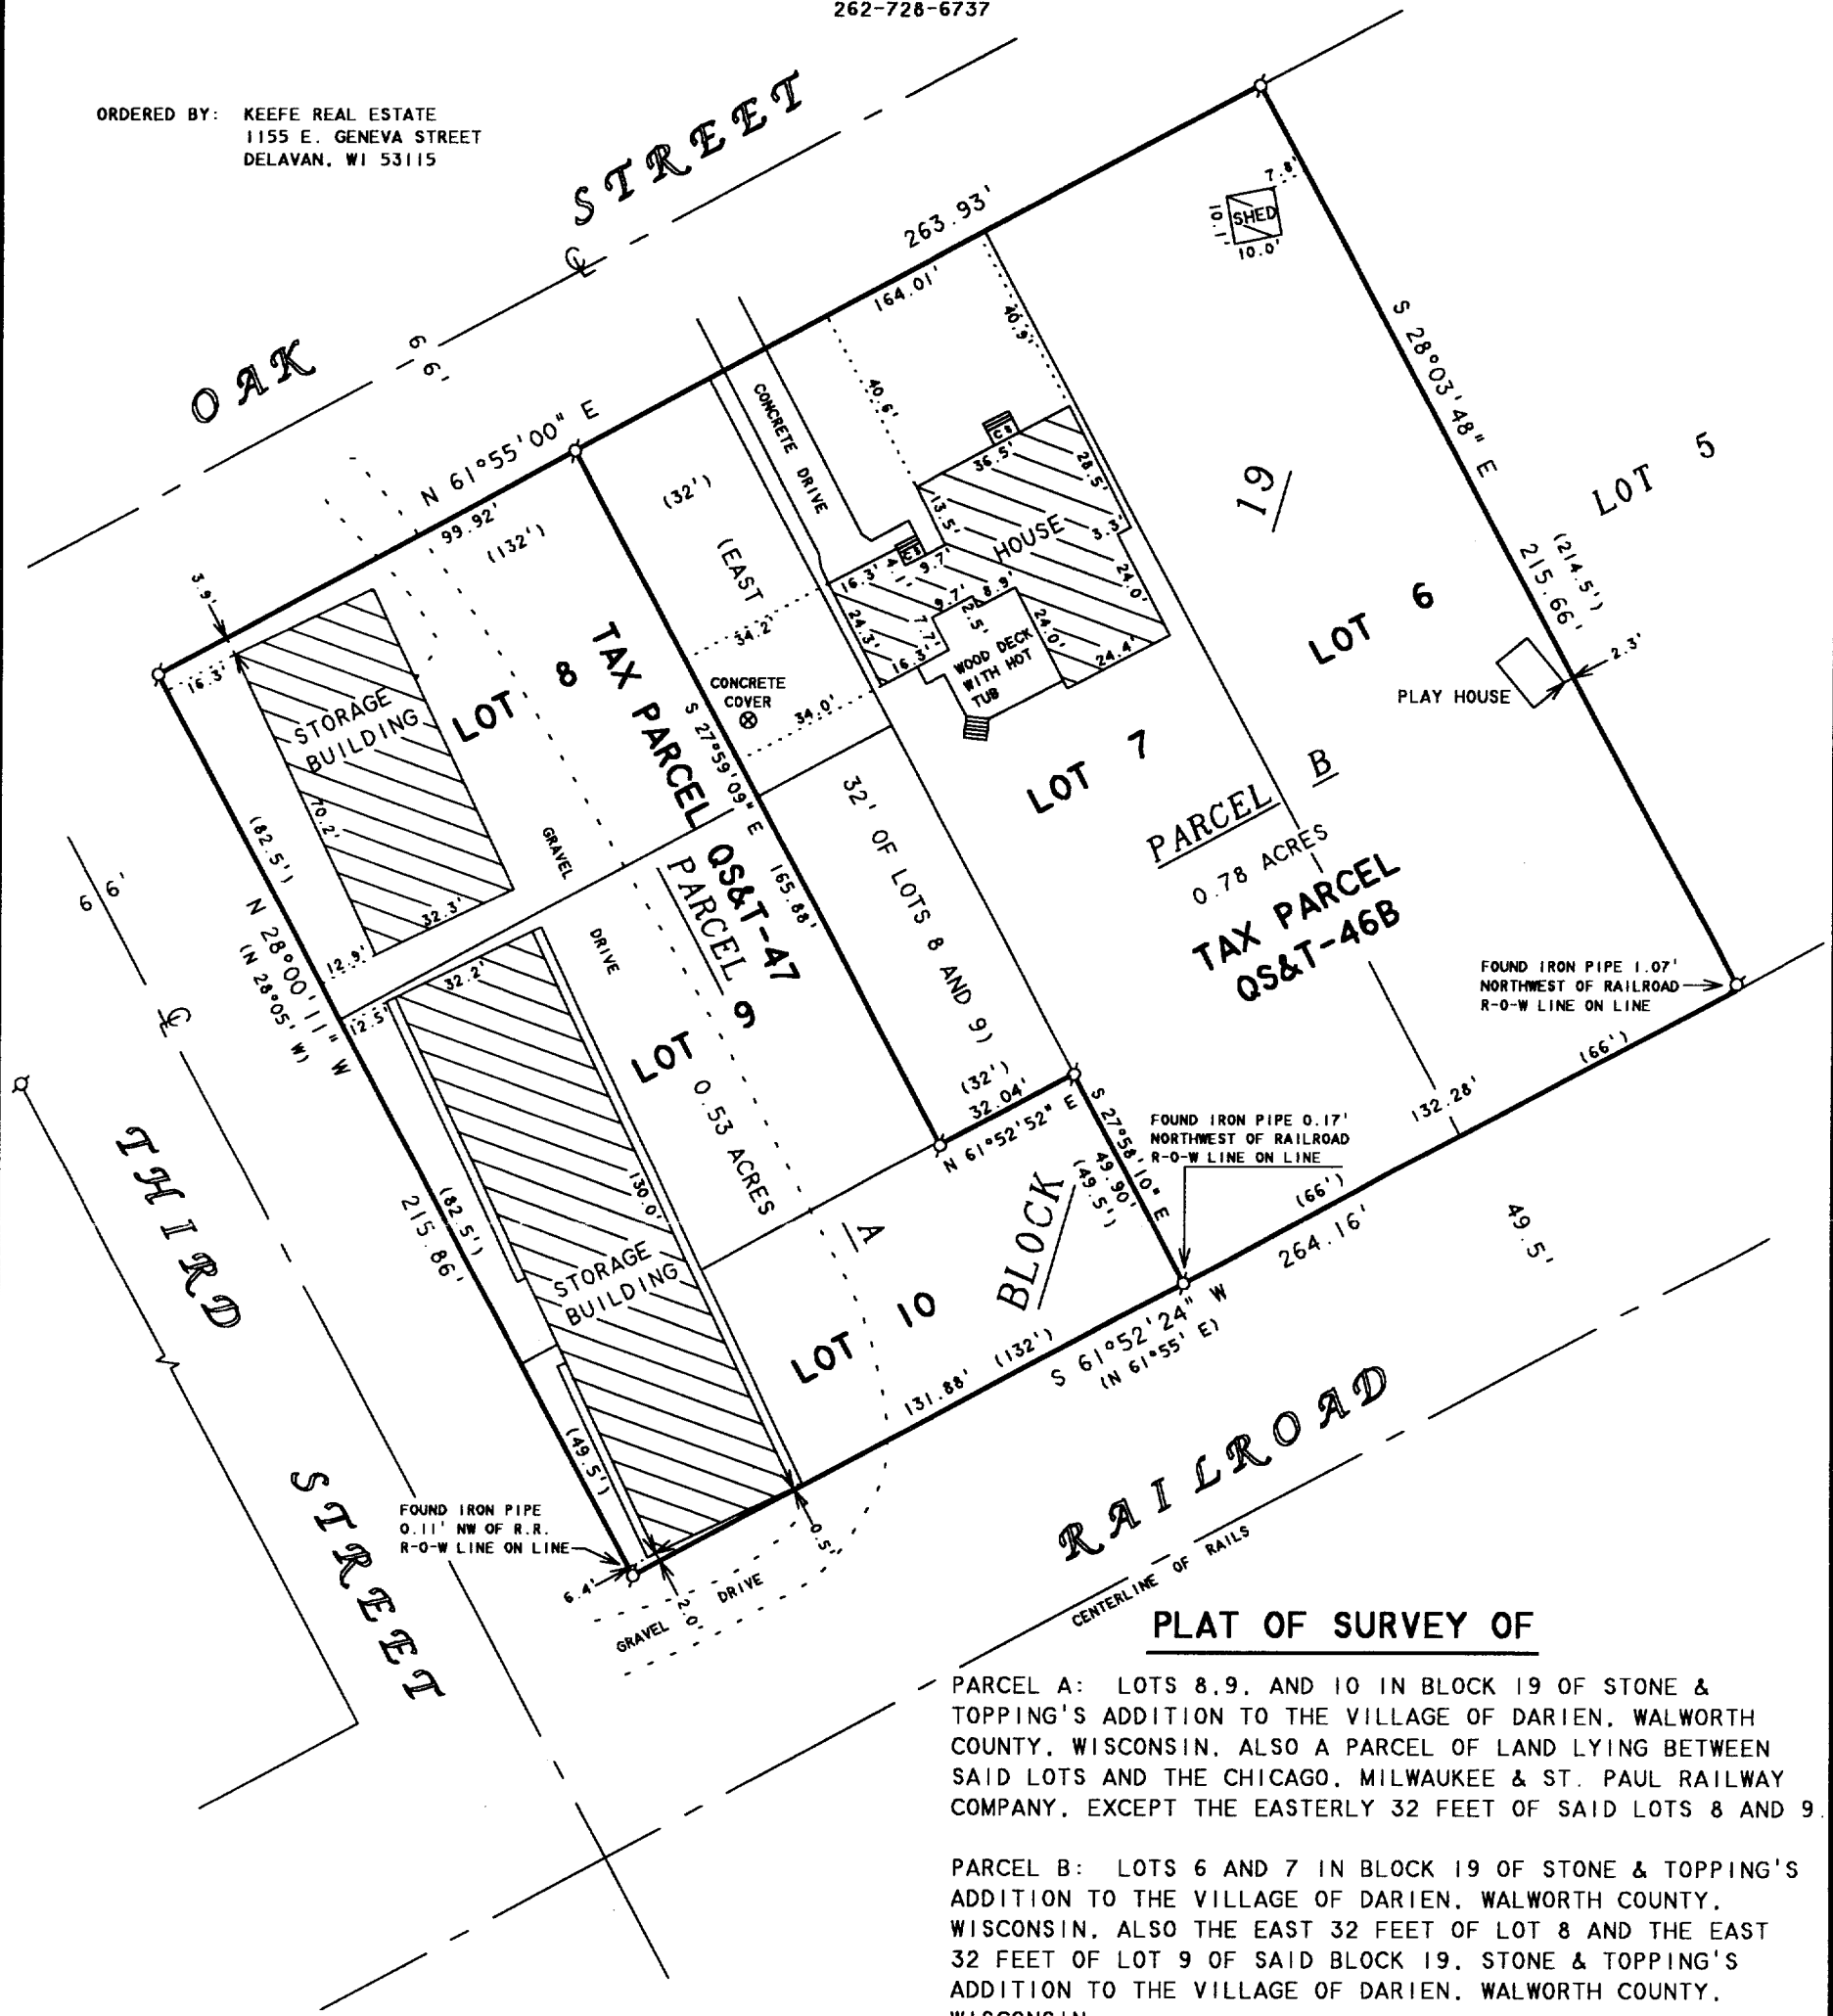 262-728-6737
ORDERED BY: KEEFE REAL ESTATE
1155 E. GENEVA STREET
DELAVAN, WI 53115
OAK STREET
66'
℄
263.93'
164.01'
N 61°55'00" E
99.92'
(132')
7.8'
SHED
10.1'
10.0'
40.9'
40.6'
CONCRETE DRIVE
(32')
(EAST
32' OF LOTS 8 AND 9)
C S
36.5'
28.5'
13.5'
HOUSE
3.3'
24.0'
C S
16.3'
4.1'
9.7'
9.7'
2.5'
8.9'
24.3'
7.7'
16.3'
24.0'
24.4'
WOOD DECK
WITH HOT
TUB
34.2'
34.0'
CONCRETE
COVER
19
S 28°03'48" E
LOT 5
(214.5')
215.66'
LOT 6
2.3'
PLAY HOUSE
LOT 7
PARCEL B
0.78 ACRES
TAX PARCEL
QS&T-46B
3.9'
16.3'
STORAGE
BUILDING
70.2'
32.3'
12.9'
LOT 8
TAX PARCEL QS&T-47
S 27°59'09" E
165.88'
GRAVEL
DRIVE
PARCEL
A
LOT 9
0.53 ACRES
(82.5')
N 28°00'11" W
(N 28°05' W)
66'
℄
32.2'
12.5'
130.0'
STORAGE
BUILDING
(82.5')
215.86'
(49.5')
THIRD STREET
(32')
32.04'
N 61°52'52" E
S 27°58'10" E
49.90'
(49.5')
BLOCK
LOT 10
FOUND IRON PIPE 1.07'
NORTHWEST OF RAILROAD
R-O-W LINE ON LINE
(66')
132.28'
FOUND IRON PIPE 0.17'
NORTHWEST OF RAILROAD
R-O-W LINE ON LINE
(66')
264.16'
49.5'
131.88'
(132')
S 61°52'24" W
(N 61°55' E)
FOUND IRON PIPE
0.11' NW OF R.R.
R-O-W LINE ON LINE
6.4'
2.0'
0.5'
GRAVEL DRIVE
RAILROAD
CENTERLINE OF RAILS
PLAT OF SURVEY OF
PARCEL A: LOTS 8,9, AND 10 IN BLOCK 19 OF STONE &
TOPPING'S ADDITION TO THE VILLAGE OF DARIEN, WALWORTH
COUNTY, WISCONSIN, ALSO A PARCEL OF LAND LYING BETWEEN
SAID LOTS AND THE CHICAGO, MILWAUKEE & ST. PAUL RAILWAY
COMPANY, EXCEPT THE EASTERLY 32 FEET OF SAID LOTS 8 AND 9.
PARCEL B: LOTS 6 AND 7 IN BLOCK 19 OF STONE & TOPPING'S
ADDITION TO THE VILLAGE OF DARIEN, WALWORTH COUNTY,
WISCONSIN, ALSO THE EAST 32 FEET OF LOT 8 AND THE EAST
32 FEET OF LOT 9 OF SAID BLOCK 19, STONE & TOPPING'S
ADDITION TO THE VILLAGE OF DARIEN, WALWORTH COUNTY,
WISCONSIN